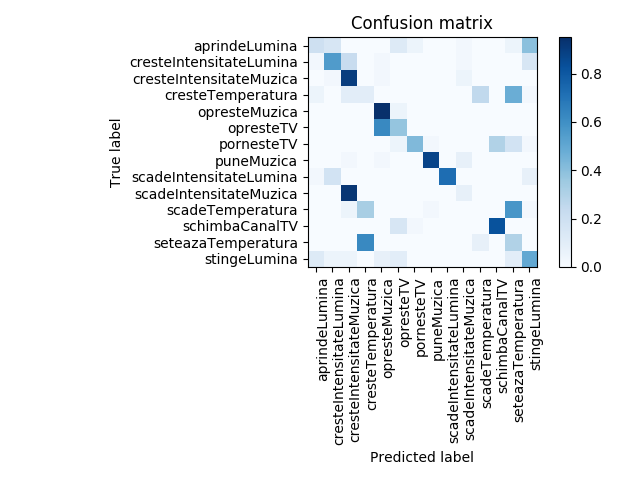 Confusion matrix
True label
aprindeLumina
cresteIntensitateLumina
cresteIntensitateMuzica
cresteTemperatura
opresteMuzica
opresteTV
pornesteTV
puneMuzica
scadeIntensitateLumina
scadeIntensitateMuzica
scadeTemperatura
schimbaCanalTV
seteazaTemperatura
stingeLumina
0.8
0.6
0.4
0.2
0.0
aprindeLumina
cresteIntensitateLumina
cresteIntensitateMuzica
cresteTemperatura
opresteMuzica
opresteTV
pornesteTV
puneMuzica
scadeIntensitateLumina
scadeIntensitateMuzica
scadeTemperatura
schimbaCanalTV
seteazaTemperatura
stingeLumina
Predicted label